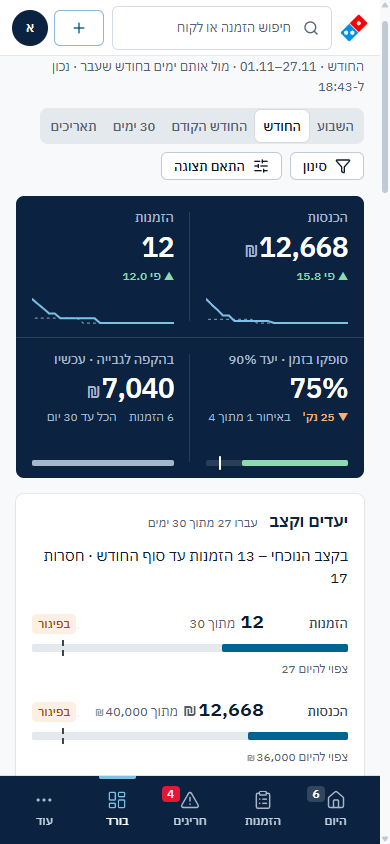 חיפוש הזמנה או לקוח
+
א
החודש · 01.11–27.11 · מול אותם ימים בחודש שעבר · נכון
ל-18:43
השבוע
החודש
החודש הקודם
30 ימים
תאריכים
סינון
התאם תצוגה
הכנסות
₪12,668
▲ פי 15.8
הזמנות
12
▲ פי 12.0
סופקו בזמן · יעד 90%
75%
▼ 25 נק' באיחור 1 מתוך 4
בהקפה לגבייה · עכשיו
₪7,040
6 הזמנות הכל עד 30 יום
יעדים וקצב עברו 27 מתוך 30 ימים
בקצב הנוכחי – 13 הזמנות עד סוף החודש · חסרות
17
הזמנות 12 מתוך 30 בפיגור
צפוי להיום 27
הכנסות ₪12,668 מתוך ₪40,000 בפיגור
צפוי להיום ₪36,000
6
היום
הזמנות
4
חריגים
בורד
עוד